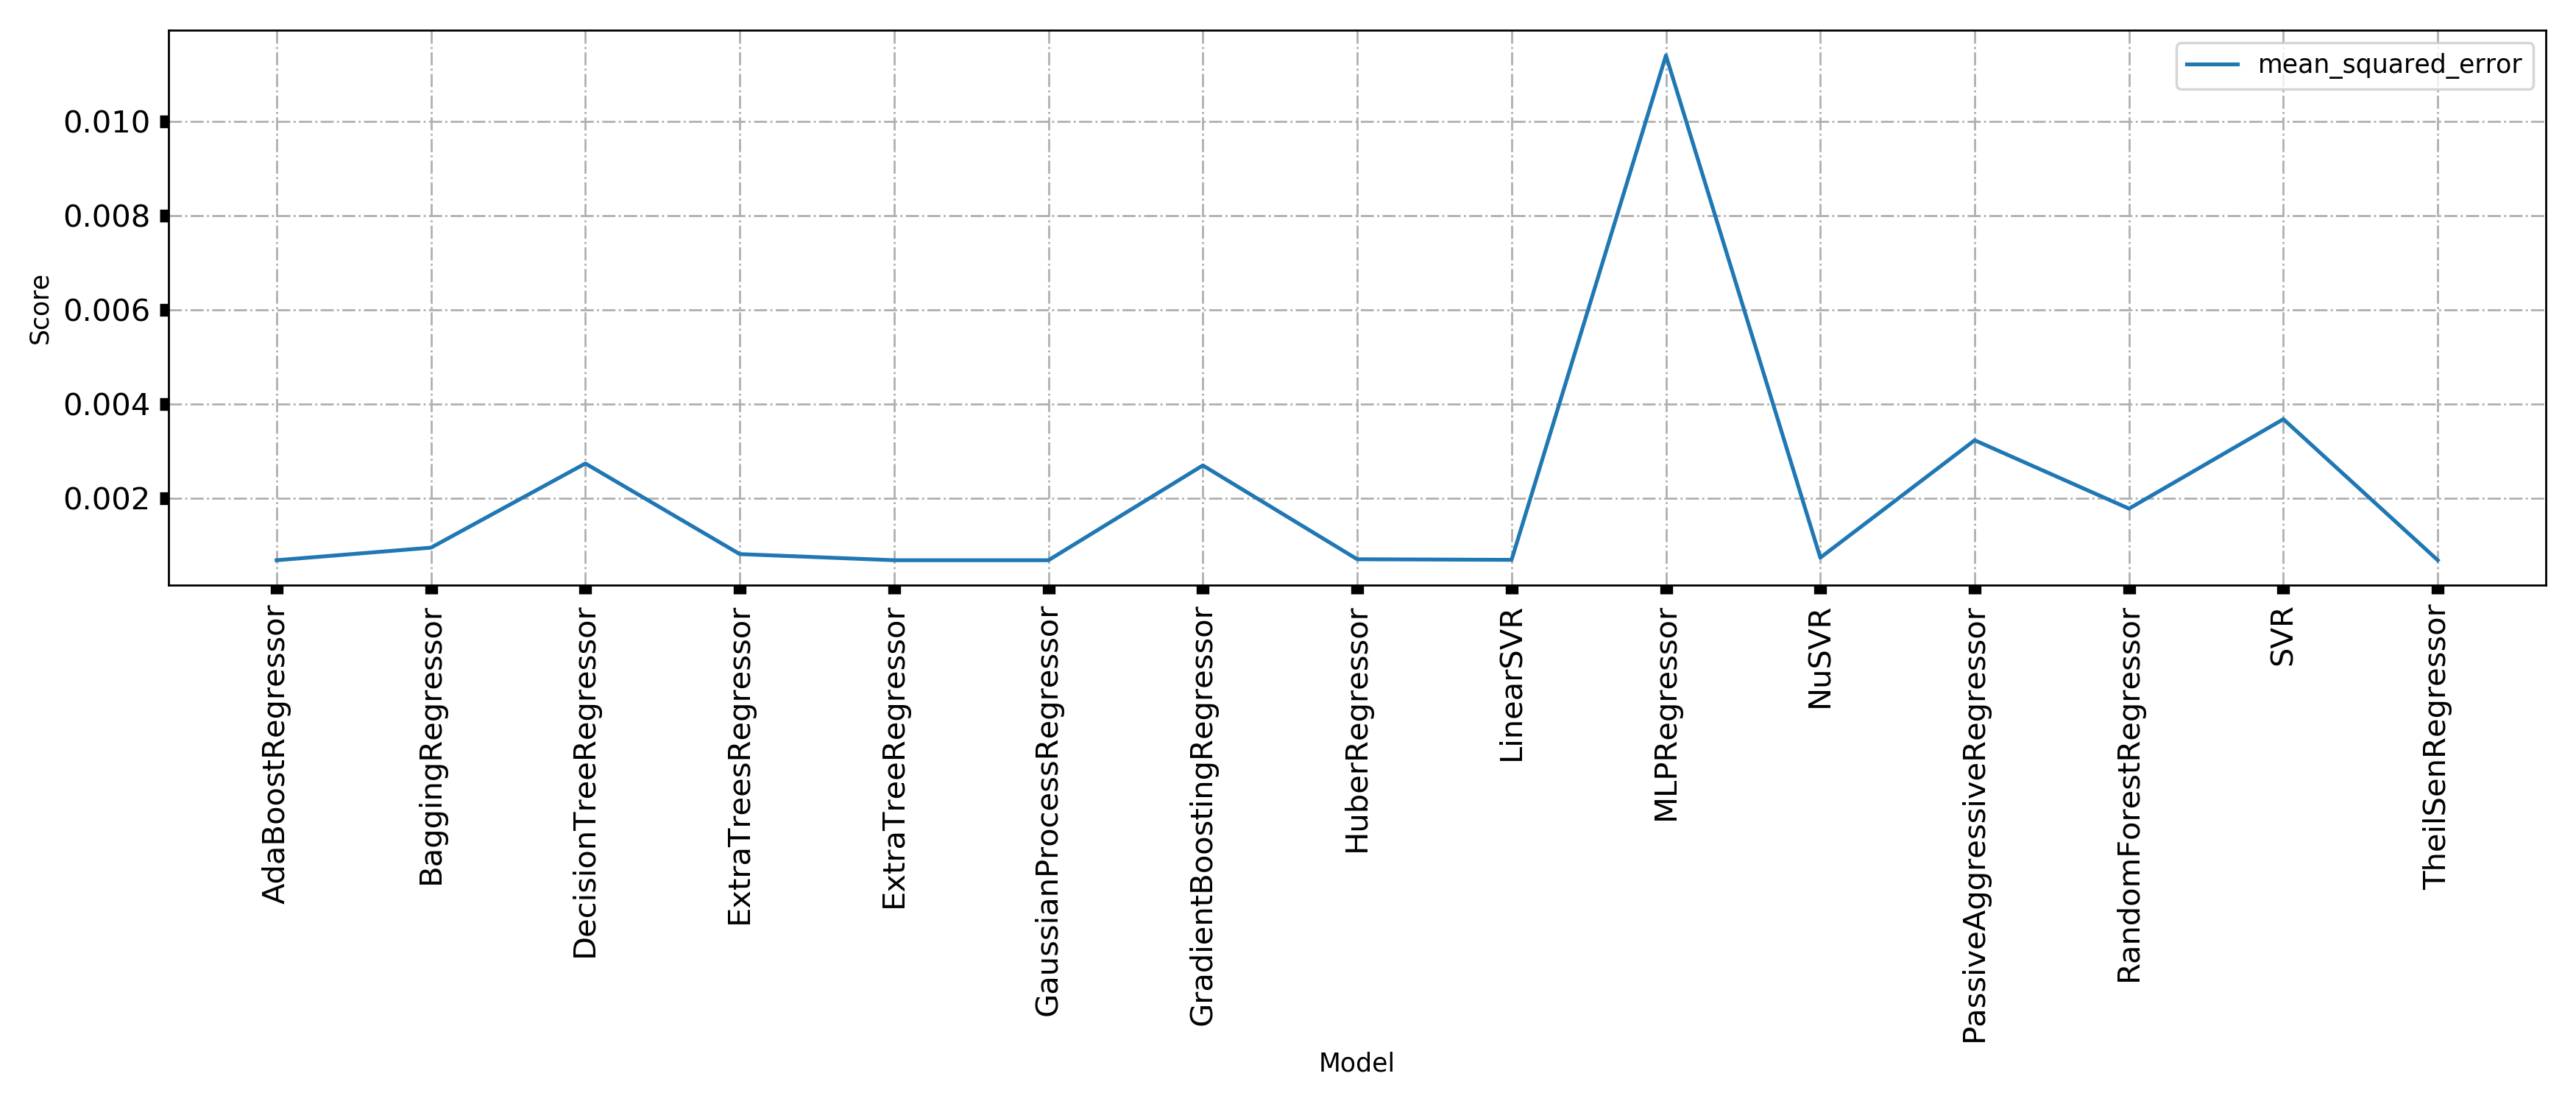 mean_squared_error
0.010
0.008
0.006
0.004
0.002
Score
AdaBoostRegressor
BaggingRegressor
DecisionTreeRegressor
ExtraTreesRegressor
ExtraTreeRegressor
GaussianProcessRegressor
GradientBoostingRegressor
HuberRegressor
LinearSVR
MLPRegressor
NuSVR
PassiveAggressiveRegressor
RandomForestRegressor
SVR
TheilSenRegressor
Model